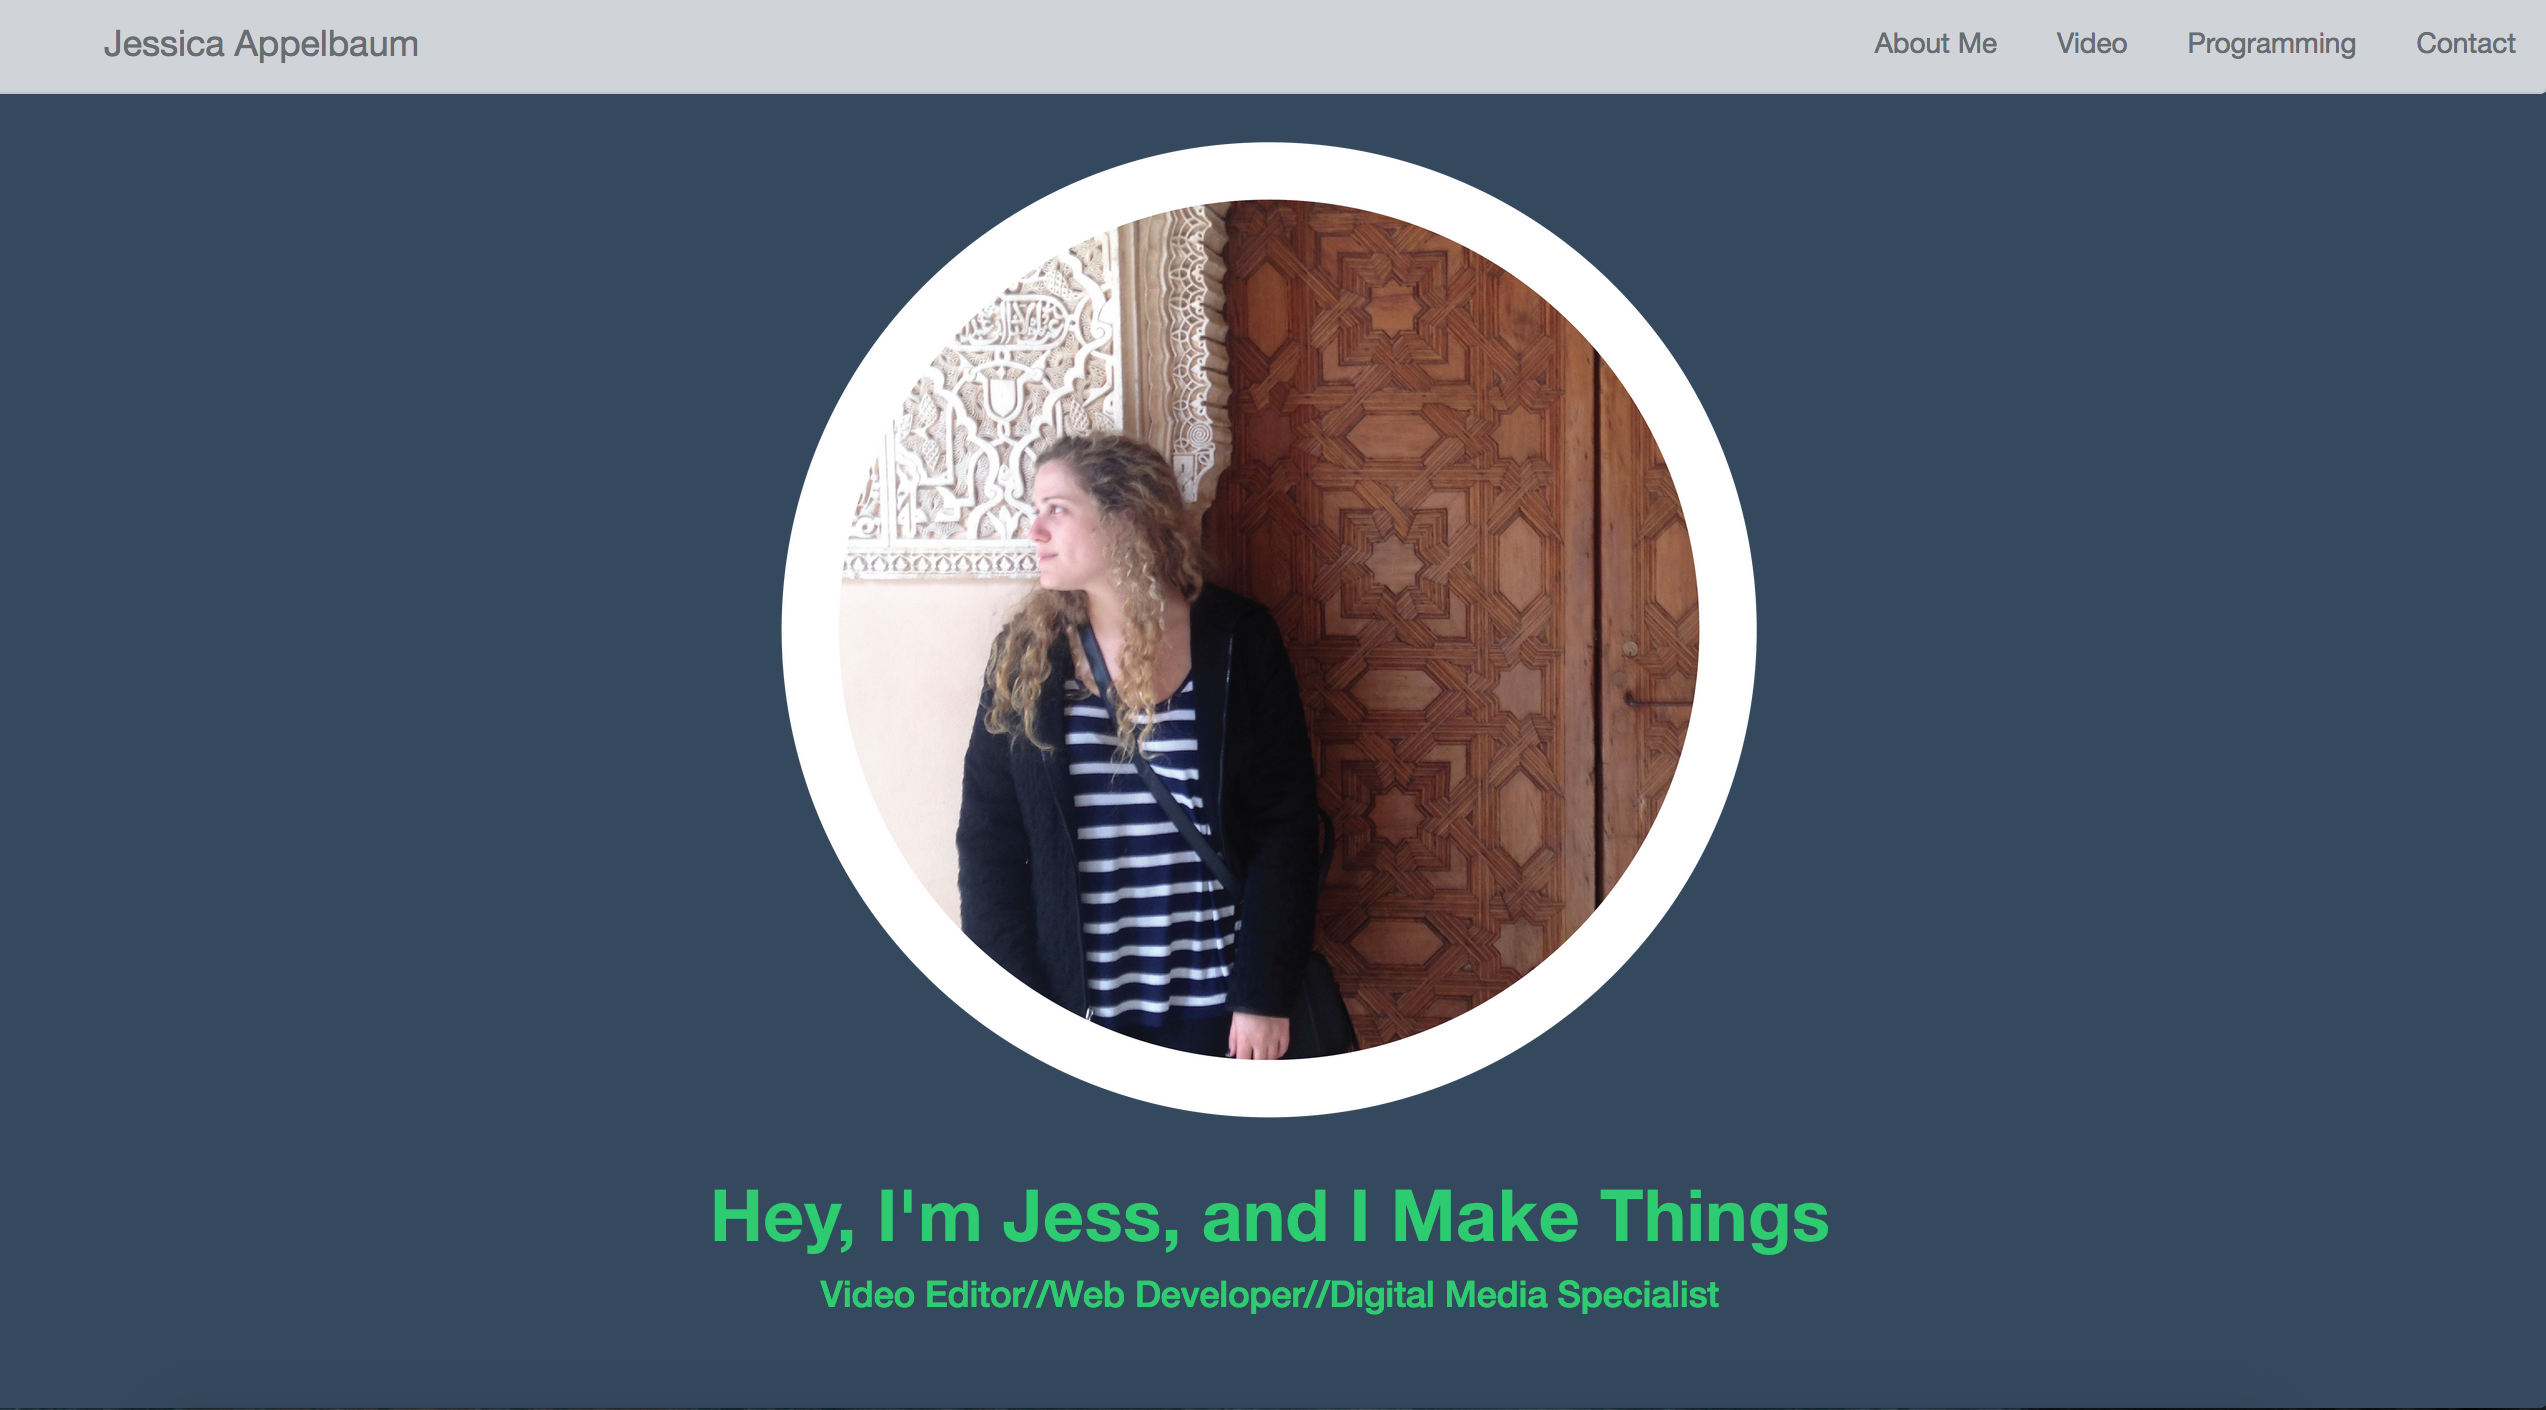 Jessica Appelbaum
About Me
Video
Programming
Contact
Hey, I'm Jess, and I Make Things
Video Editor//Web Developer//Digital Media Specialist